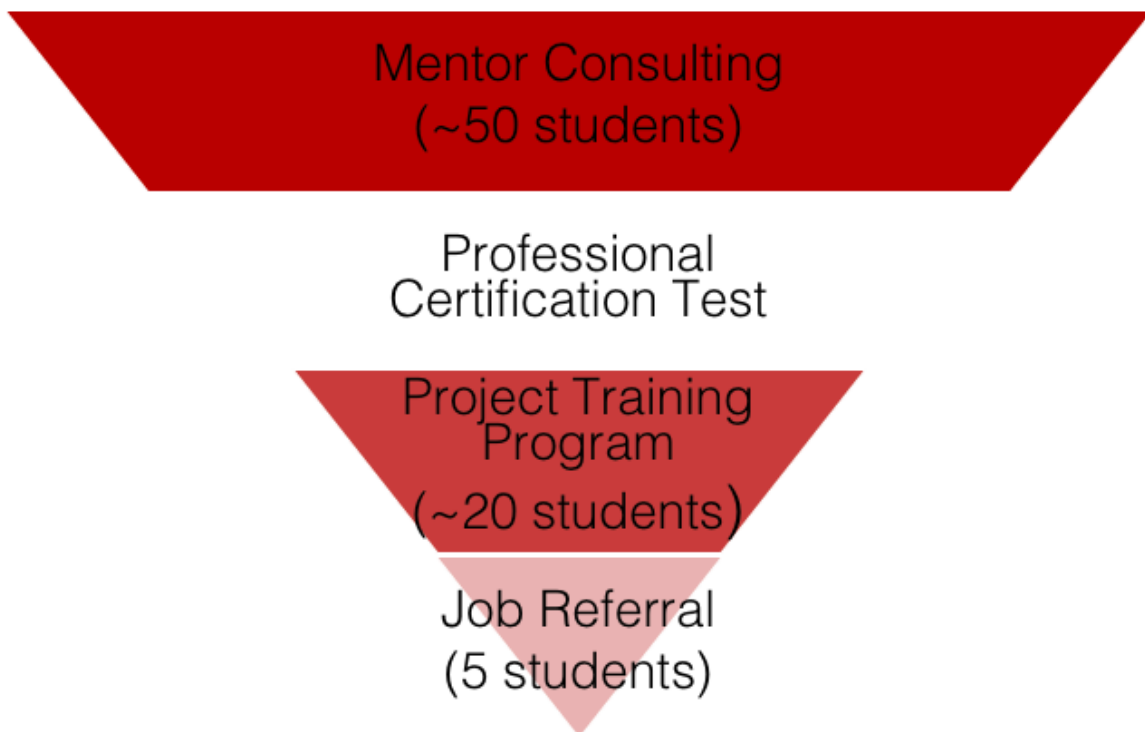 Mentor Consulting
(~50 students)
Professional
Certification Test
Project Training
Program
(~20 students)
Job Referral
(5 students)